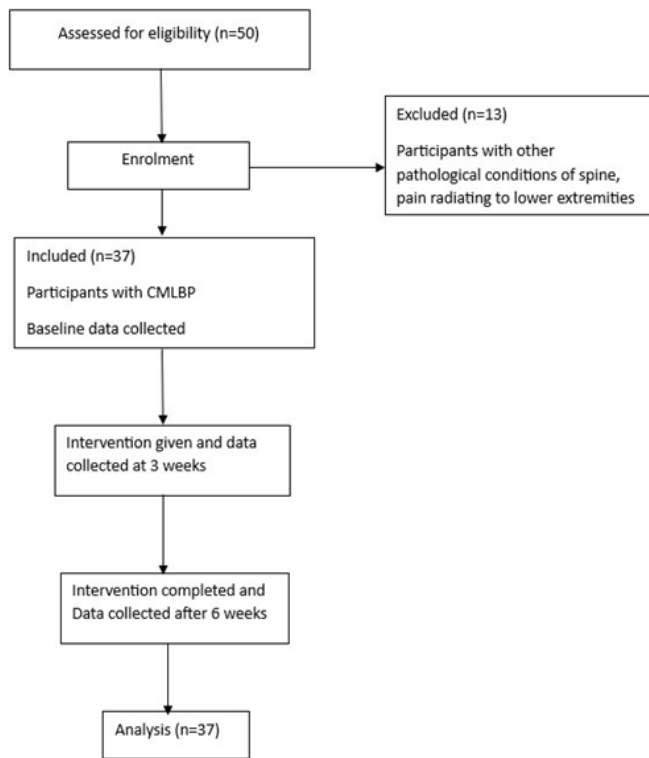 Assessed for eligibility (n=50)
Enrolment
Excluded (n=13)
Participants with other
pathological conditions of spine,
pain radiating to lower extremities
Included (n=37)
Participants with CMLBP
Baseline data collected
Intervention given and data
collected at 3 weeks
Intervention completed and
Data collected after 6 weeks
Analysis (n=37)